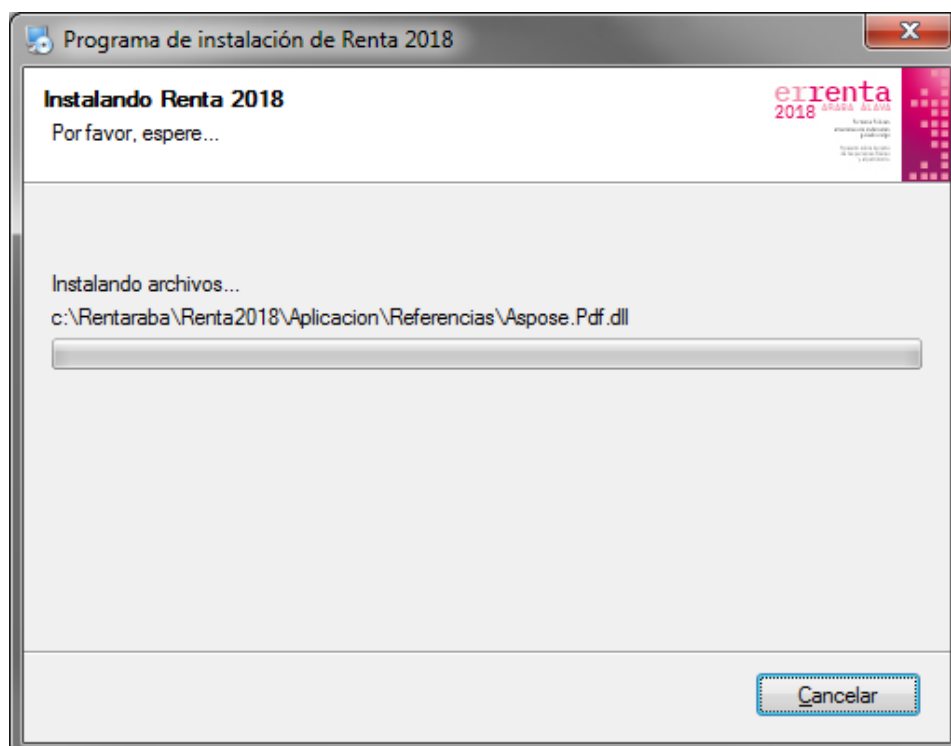 Programa de instalación de Renta 2018
Instalando Renta 2018
Por favor, espere...
errenta
2018 ARABA ÁLAVA
Instalando archivos...
c:\Rentaraba\Renta2018\Aplicacion\Referencias\Aspose.Pdf.dll
Cancelar